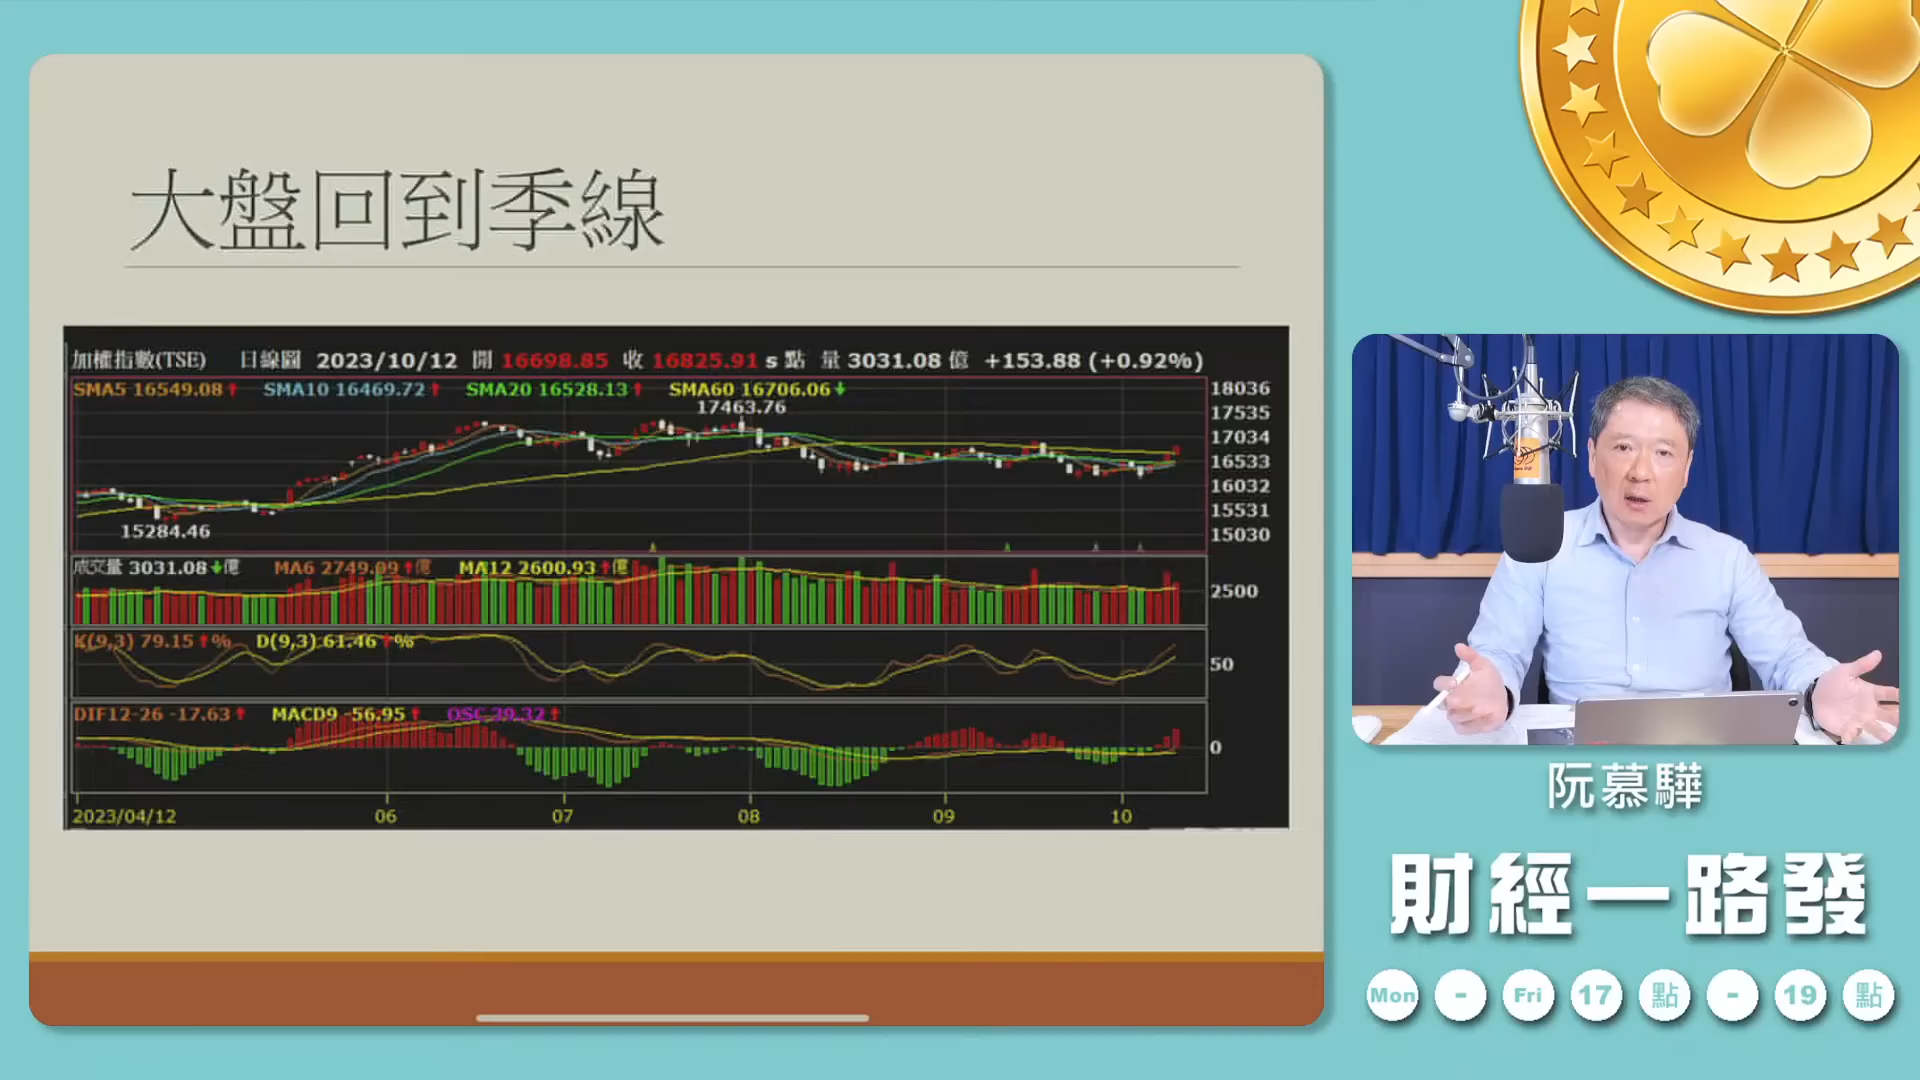 大盤回到季線
加權指數(TSE) 日線圖 2023/10/12 開 16698.85 收 16825.91 s 點 量 3031.08 億 +153.88 (+0.92%)
SMA5 16549.08↑ SMA10 16469.72↑ SMA20 16528.13↑ SMA60 16706.06↓
17463.76
15284.46
18036
17535
17034
16533
16032
15531
15030
成交量 3031.08↓億 MA6 2749.09↑億 MA12 2600.93↑億
2500
K(9,3) 79.15↑% D(9,3) 61.46↑%
50
DIF12-26 -17.63↑ MACD9 -56.95↑ OSC 39.32↑
0
2023/04/12 06 07 08 09 10
阮慕驊
財經一路發
Mon - Fri 17 點 - 19 點